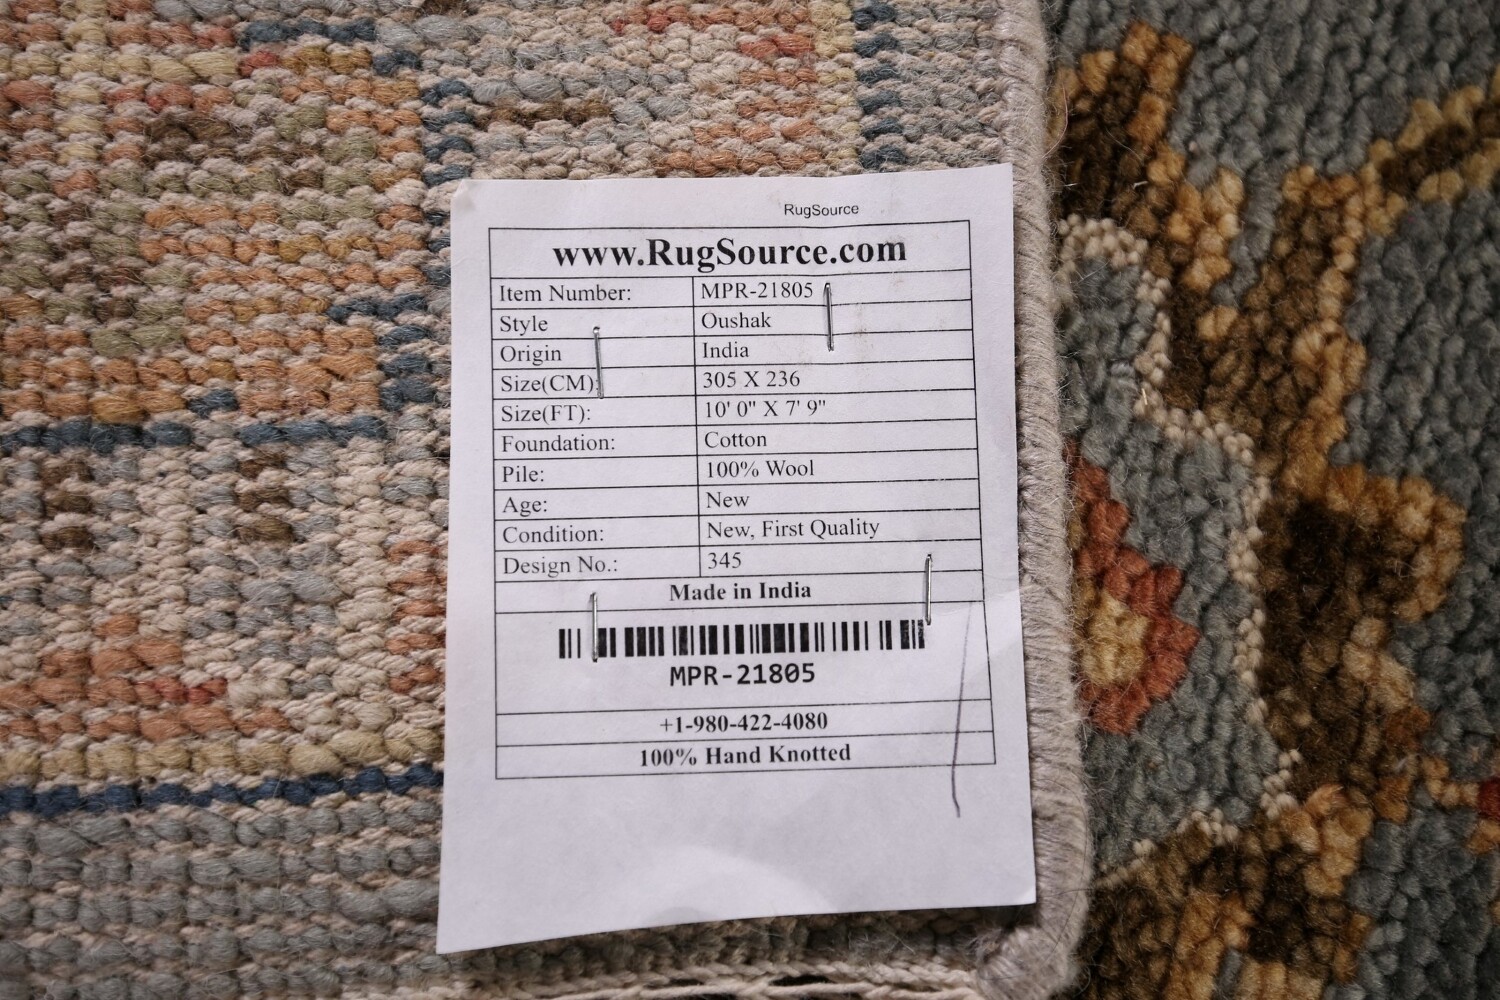 RugSource
www.RugSource.com
Item Number: MPR-21805
Style Oushak
Origin India
Size(CM): 305 X 236
Size(FT): 10' 0" X 7' 9"
Foundation: Cotton
Pile: 100% Wool
Age: New
Condition: New, First Quality
Design No.: 345
Made in India
MPR-21805
+1-980-422-4080
100% Hand Knotted